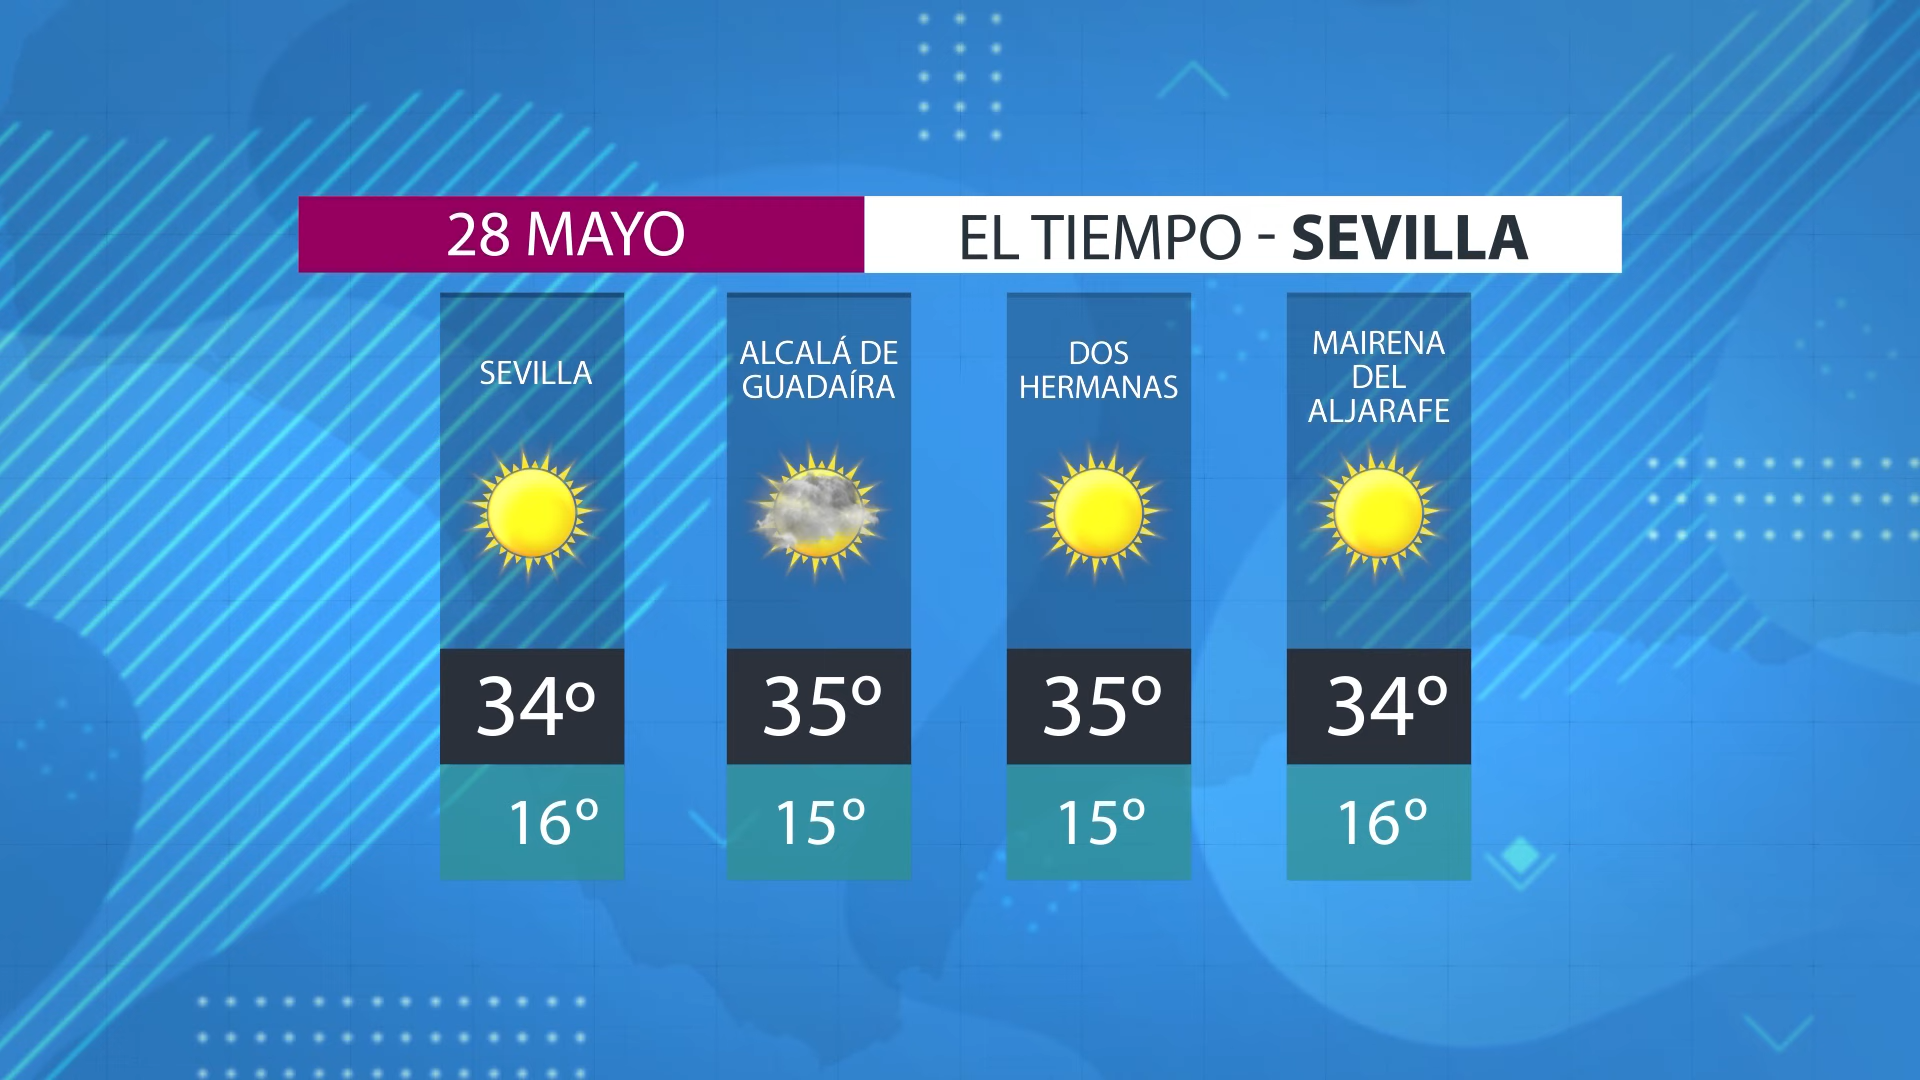 28 MAYO
EL TIEMPO - SEVILLA
SEVILLA
34º
16º
ALCALÁ DE
GUADAÍRA
35º
15º
DOS
HERMANAS
35º
15º
MAIRENA
DEL
ALJARAFE
34º
16º